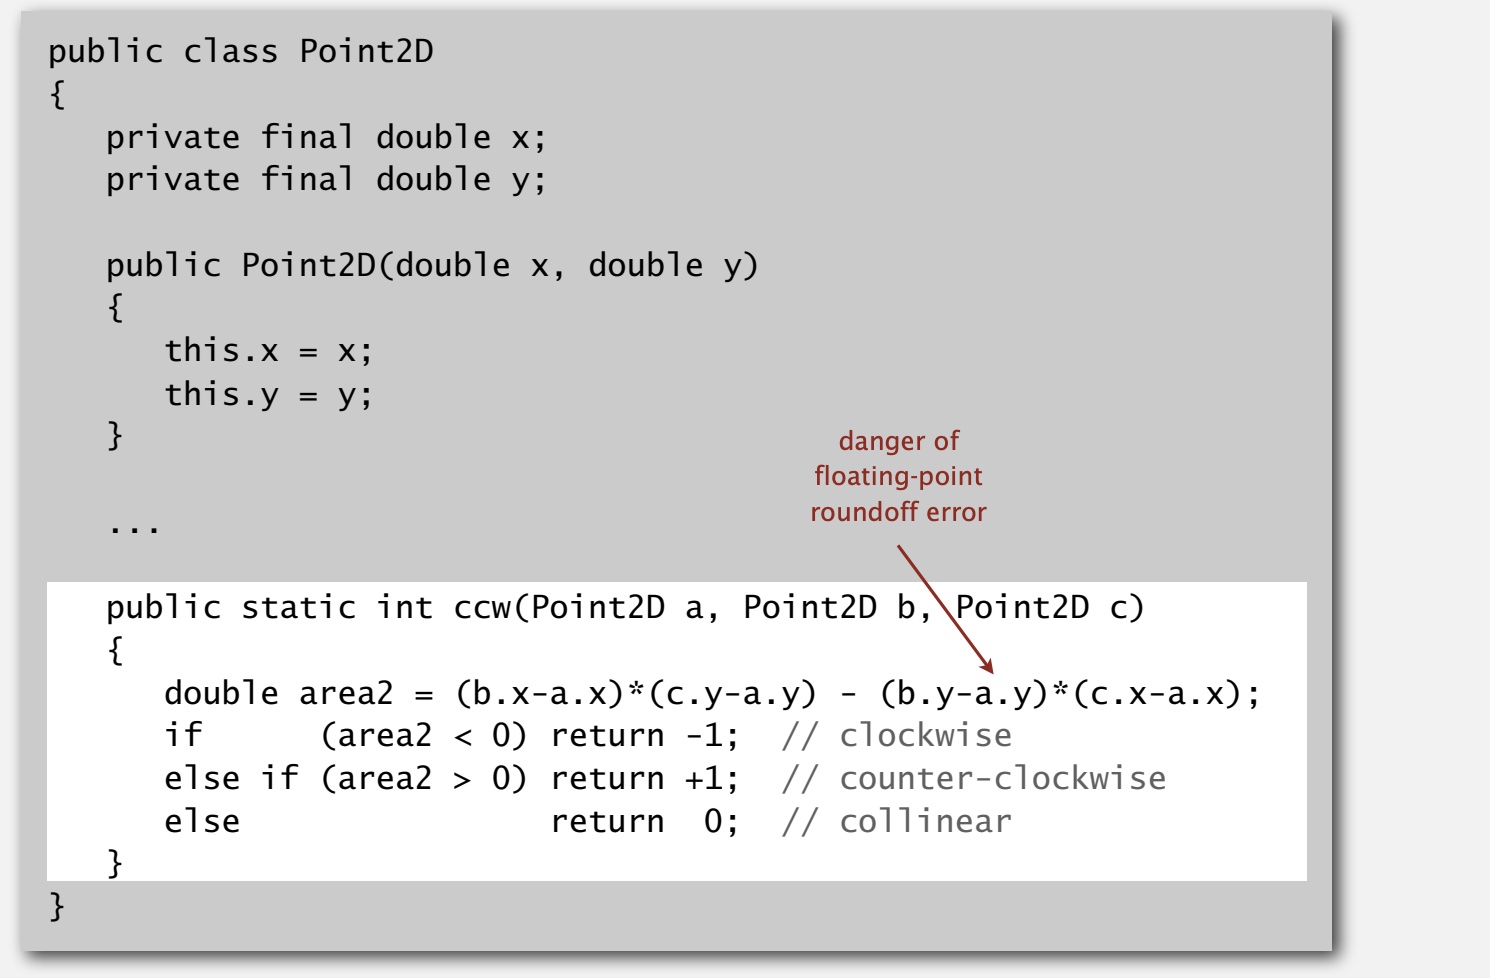 public class Point2D
{
private final double x;
private final double y;
public Point2D(double x, double y)
{
this.x = x;
this.y = y;
}
danger of
floating-point
roundoff error
...
public static int ccw(Point2D a, Point2D b, Point2D c)
{
double area2 = (b.x-a.x)*(c.y-a.y) - (b.y-a.y)*(c.x-a.x);
if (area2 < 0) return -1; // clockwise
else if (area2 > 0) return +1; // counter-clockwise
else return 0; // collinear
}
}